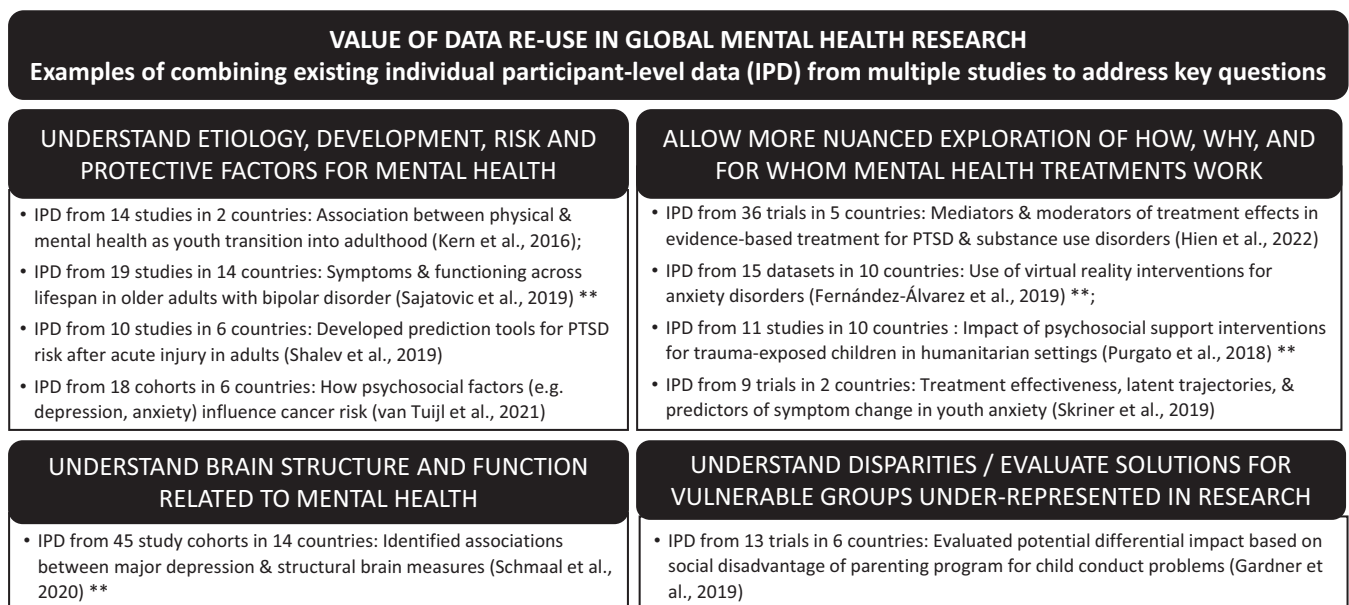 VALUE OF DATA RE-USE IN GLOBAL MENTAL HEALTH RESEARCH
Examples of combining existing individual participant-level data (IPD) from multiple studies to address key questions
UNDERSTAND ETIOLOGY, DEVELOPMENT, RISK AND
PROTECTIVE FACTORS FOR MENTAL HEALTH
• IPD from 14 studies in 2 countries: Association between physical &
mental health as youth transition into adulthood (Kern et al., 2016);
• IPD from 19 studies in 14 countries: Symptoms & functioning across
lifespan in older adults with bipolar disorder (Sajatovic et al., 2019) **
• IPD from 10 studies in 6 countries: Developed prediction tools for PTSD
risk after acute injury in adults (Shalev et al., 2019)
• IPD from 18 cohorts in 6 countries: How psychosocial factors (e.g.
depression, anxiety) influence cancer risk (van Tuijl et al., 2021)
ALLOW MORE NUANCED EXPLORATION OF HOW, WHY, AND
FOR WHOM MENTAL HEALTH TREATMENTS WORK
• IPD from 36 trials in 5 countries: Mediators & moderators of treatment effects in
evidence-based treatment for PTSD & substance use disorders (Hien et al., 2022)
• IPD from 15 datasets in 10 countries: Use of virtual reality interventions for
anxiety disorders (Fernández-Álvarez et al., 2019) **;
• IPD from 11 studies in 10 countries : Impact of psychosocial support interventions
for trauma-exposed children in humanitarian settings (Purgato et al., 2018) **
• IPD from 9 trials in 2 countries: Treatment effectiveness, latent trajectories, &
predictors of symptom change in youth anxiety (Skriner et al., 2019)
UNDERSTAND BRAIN STRUCTURE AND FUNCTION
RELATED TO MENTAL HEALTH
• IPD from 45 study cohorts in 14 countries: Identified associations
between major depression & structural brain measures (Schmaal et al.,
2020) **
UNDERSTAND DISPARITIES / EVALUATE SOLUTIONS FOR
VULNERABLE GROUPS UNDER-REPRESENTED IN RESEARCH
• IPD from 13 trials in 6 countries: Evaluated potential differential impact based on
social disadvantage of parenting program for child conduct problems (Gardner et
al., 2019)